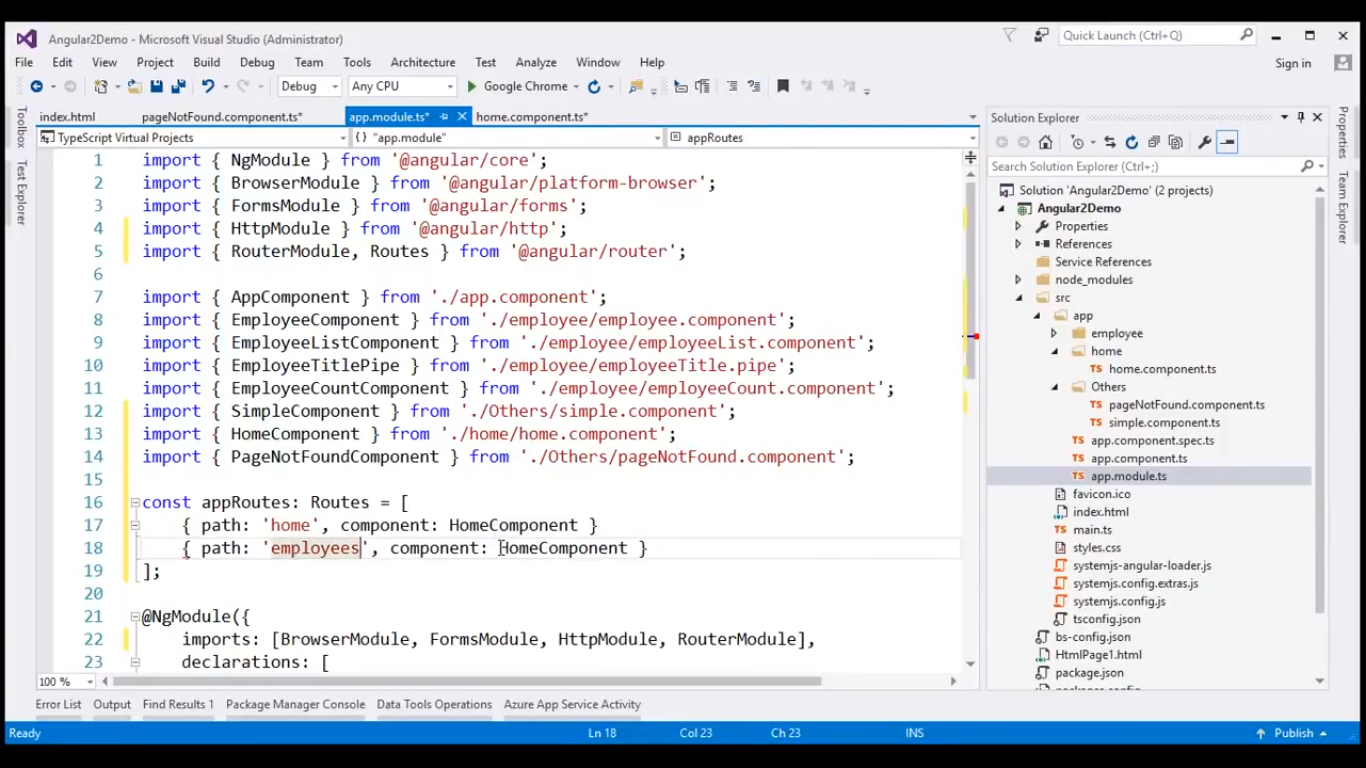 Angular2Demo - Microsoft Visual Studio (Administrator)
Quick Launch (Ctrl+Q)
File Edit View Project Build Debug Team Tools Architecture Test Analyze Window Help
Sign in
Debug Any CPU Google Chrome
Toolbox
Test Explorer
index.html pageNotFound.component.ts* app.module.ts* home.component.ts*
TypeScript Virtual Projects {} "app.module" appRoutes
1 import { NgModule } from '@angular/core';
2 import { BrowserModule } from '@angular/platform-browser';
3 import { FormsModule } from '@angular/forms';
4 import { HttpModule } from '@angular/http';
5 import { RouterModule, Routes } from '@angular/router';
6
7 import { AppComponent } from './app.component';
8 import { EmployeeComponent } from './employee/employee.component';
9 import { EmployeeListComponent } from './employee/employeeList.component';
10 import { EmployeeTitlePipe } from './employee/employeeTitle.pipe';
11 import { EmployeeCountComponent } from './employee/employeeCount.component';
12 import { SimpleComponent } from './Others/simple.component';
13 import { HomeComponent } from './home/home.component';
14 import { PageNotFoundComponent } from './Others/pageNotFound.component';
15
16 const appRoutes: Routes = [
17 { path: 'home', component: HomeComponent }
18 { path: 'employees', component: HomeComponent }
19 ];
20
21 @NgModule({
22 imports: [BrowserModule, FormsModule, HttpModule, RouterModule],
23 declarations: [
100 %
Solution Explorer
Search Solution Explorer (Ctrl+;)
Solution 'Angular2Demo' (2 projects)
Angular2Demo
Properties
References
Service References
node_modules
src
app
employee
home
TS home.component.ts
Others
TS pageNotFound.component.ts
TS simple.component.ts
TS app.component.spec.ts
TS app.component.ts
TS app.module.ts
favicon.ico
index.html
TS main.ts
styles.css
systemjs-angular-loader.js
systemjs.config.extras.js
systemjs.config.js
tsconfig.json
bs-config.json
HtmlPage1.html
package.json
packages.config
Properties
Team Explorer
Error List Output Find Results 1 Package Manager Console Data Tools Operations Azure App Service Activity
Ready Ln 18 Col 23 Ch 23 INS Publish